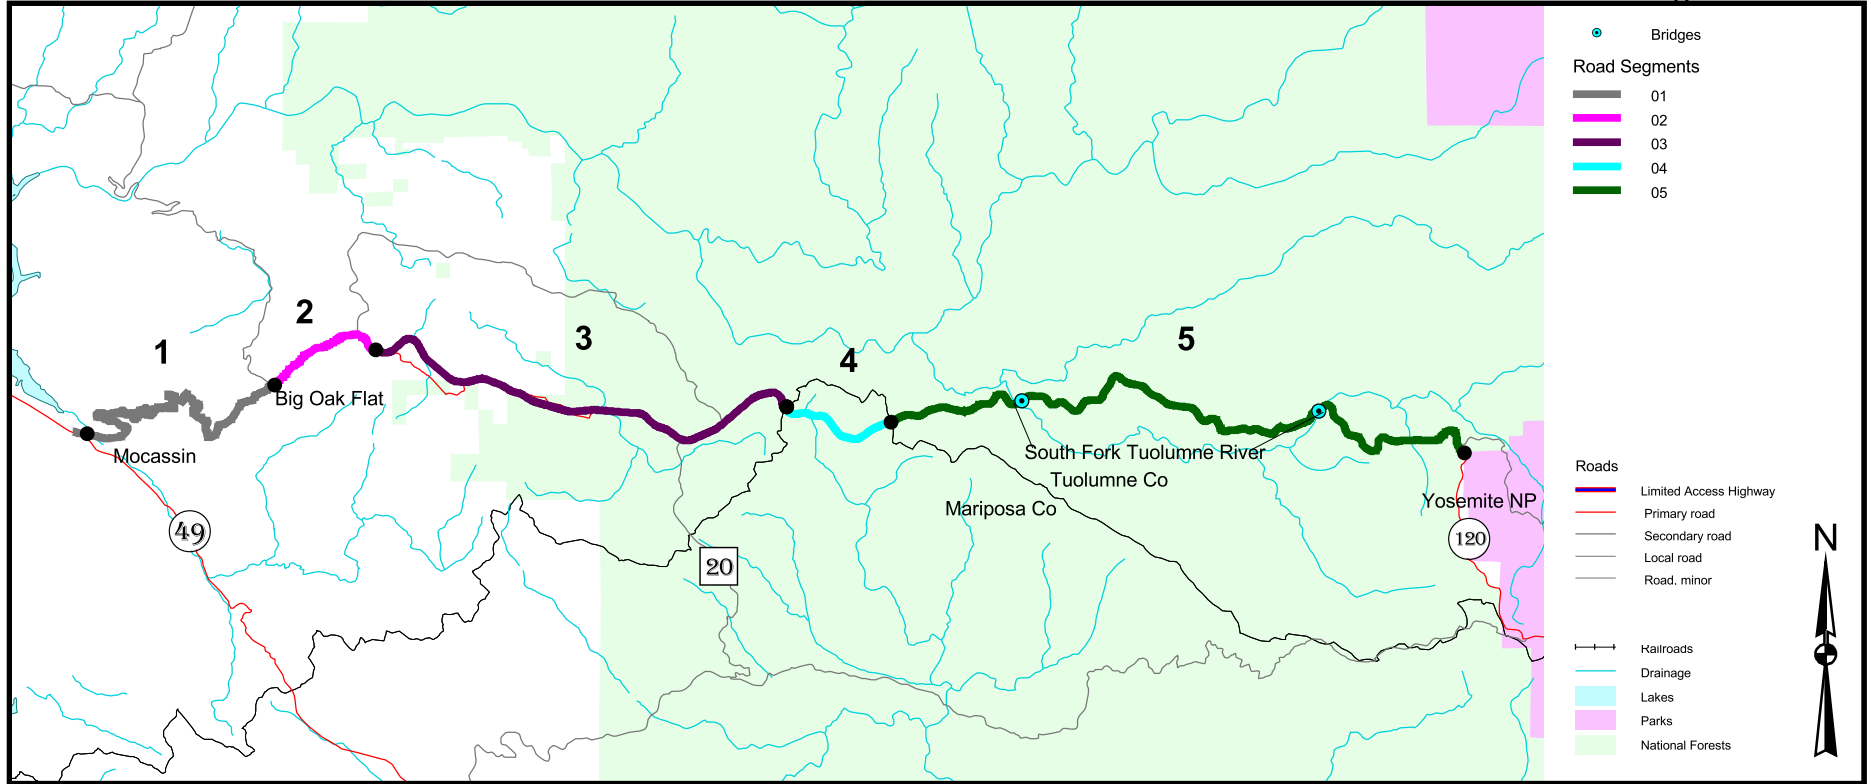 Bridges
Road Segments
01
02
03
04
05
1
2
3
4
5
Big Oak Flat
Mocassin
South Fork Tuolumne River
Tuolumne Co
Mariposa Co
Yosemite NP
49
20
120
Roads
Limited Access Highway
Primary road
Secondary road
Local road
Road, minor
Railroads
Drainage
Lakes
Parks
National Forests
N